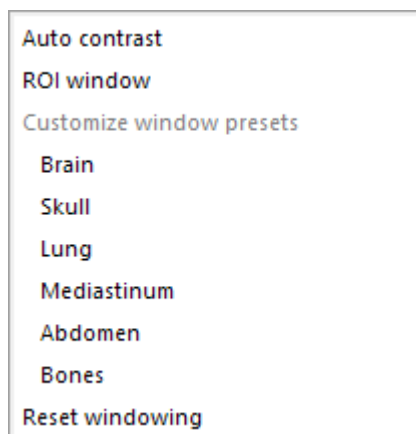 Auto contrast
ROI window
Customize window presets
Brain
Skull
Lung
Mediastinum
Abdomen
Bones
Reset windowing